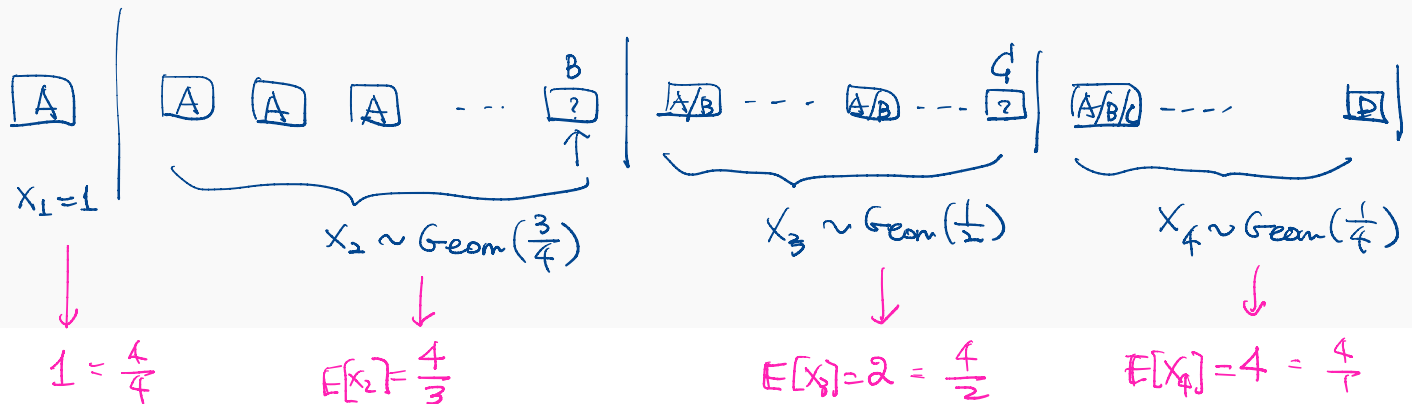 B
C
A A A A --- ? A/B ---- A/B --- ? A/B/C ---- D
↑
X₁=1
X₂ ~ Geom(3/4) X₃ ~ Geom(1/2) X₄ ~ Geom(1/4)
↓ ↓ ↓ ↓
1 = 4/4 E[X₂]=4/3 E[X₃]=2 = 4/2 E[X₄]=4 = 4/1